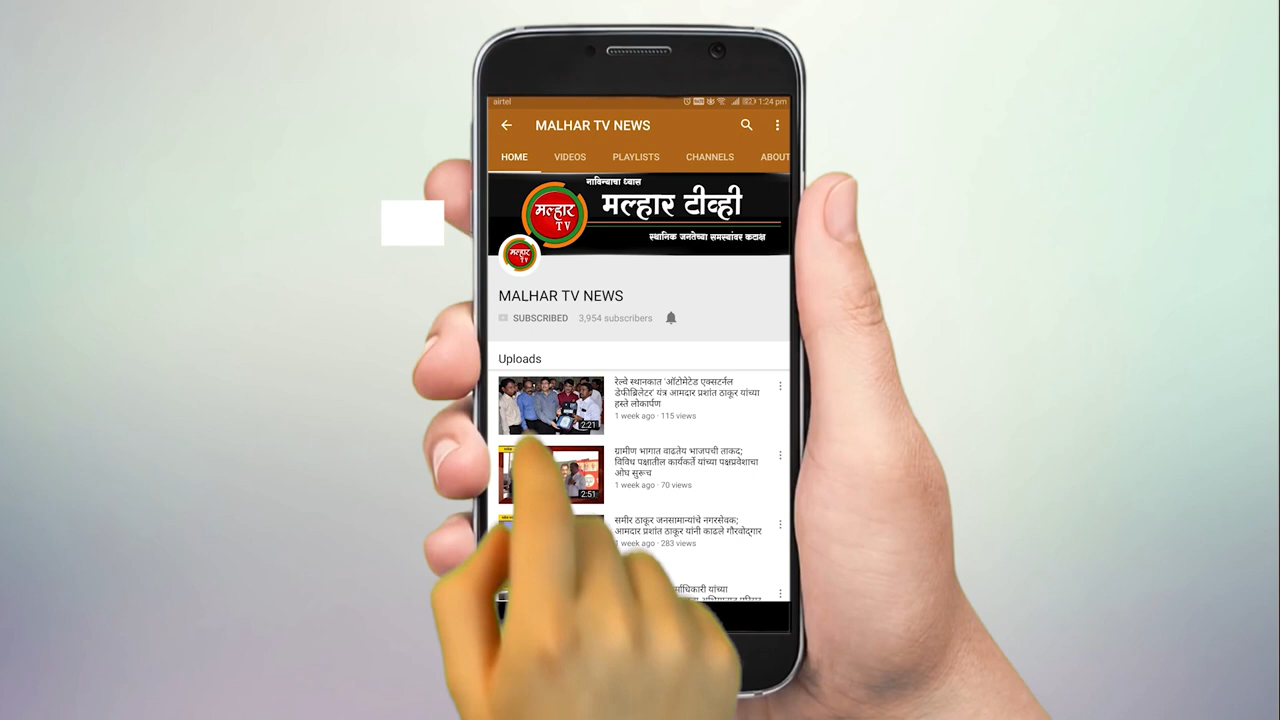 airtel 1:24 pm
MALHAR TV NEWS
HOME VIDEOS PLAYLISTS CHANNELS ABOUT
नाविन्याचा ध्यास
मल्हार टीव्ही
मल्हार
TV
स्थानिक जनतेच्या समस्यांवर कटाक्ष
मल्हार
TV
MALHAR TV NEWS
SUBSCRIBED 3,954 subscribers
Uploads
रेल्वे स्थानकात 'ऑटोमेटेड एक्सटर्नल
डेफीब्रिलेटर' यंत्र आमदार प्रशांत ठाकूर यांच्या
हस्ते लोकार्पण
1 week ago · 115 views
2:21
ग्रामीण भागात वाढतेय भाजपची ताकद;
विविध पक्षातील कार्यकर्ते यांच्या पक्षप्रवेशाचा
ओघ सुरूच
1 week ago · 70 views
2:51
समीर ठाकूर जनसामान्यांचे नगरसेवक;
आमदार प्रशांत ठाकूर यांनी काढले गौरवोद्गार
1 week ago · 283 views
यांच्या